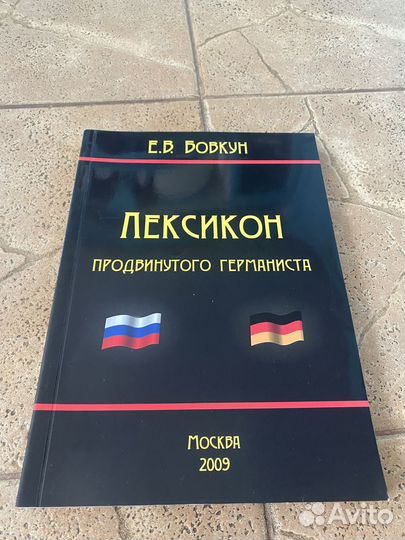 Е.В. БОВКУН
ЛЕКСИКОН
ПРОДВИНУТОГО ГЕРМАНИСТА
МОСКВА
2009
Avito